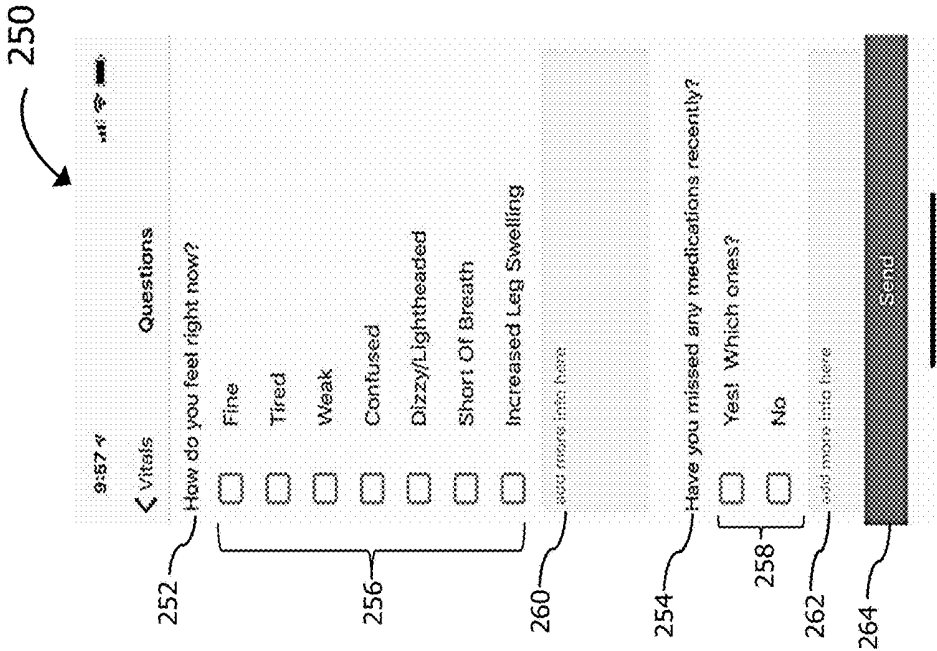 250
9:57
Vitals Questions
252 How do you feel right now?
Fine
Tired
Weak
256 Confused
Dizzy/Lightheaded
Short Of Breath
Increased Leg Swelling
260 add more info here
254 Have you missed any medications recently?
Yes! Which ones?
258
No
262 add more info here
264 Send